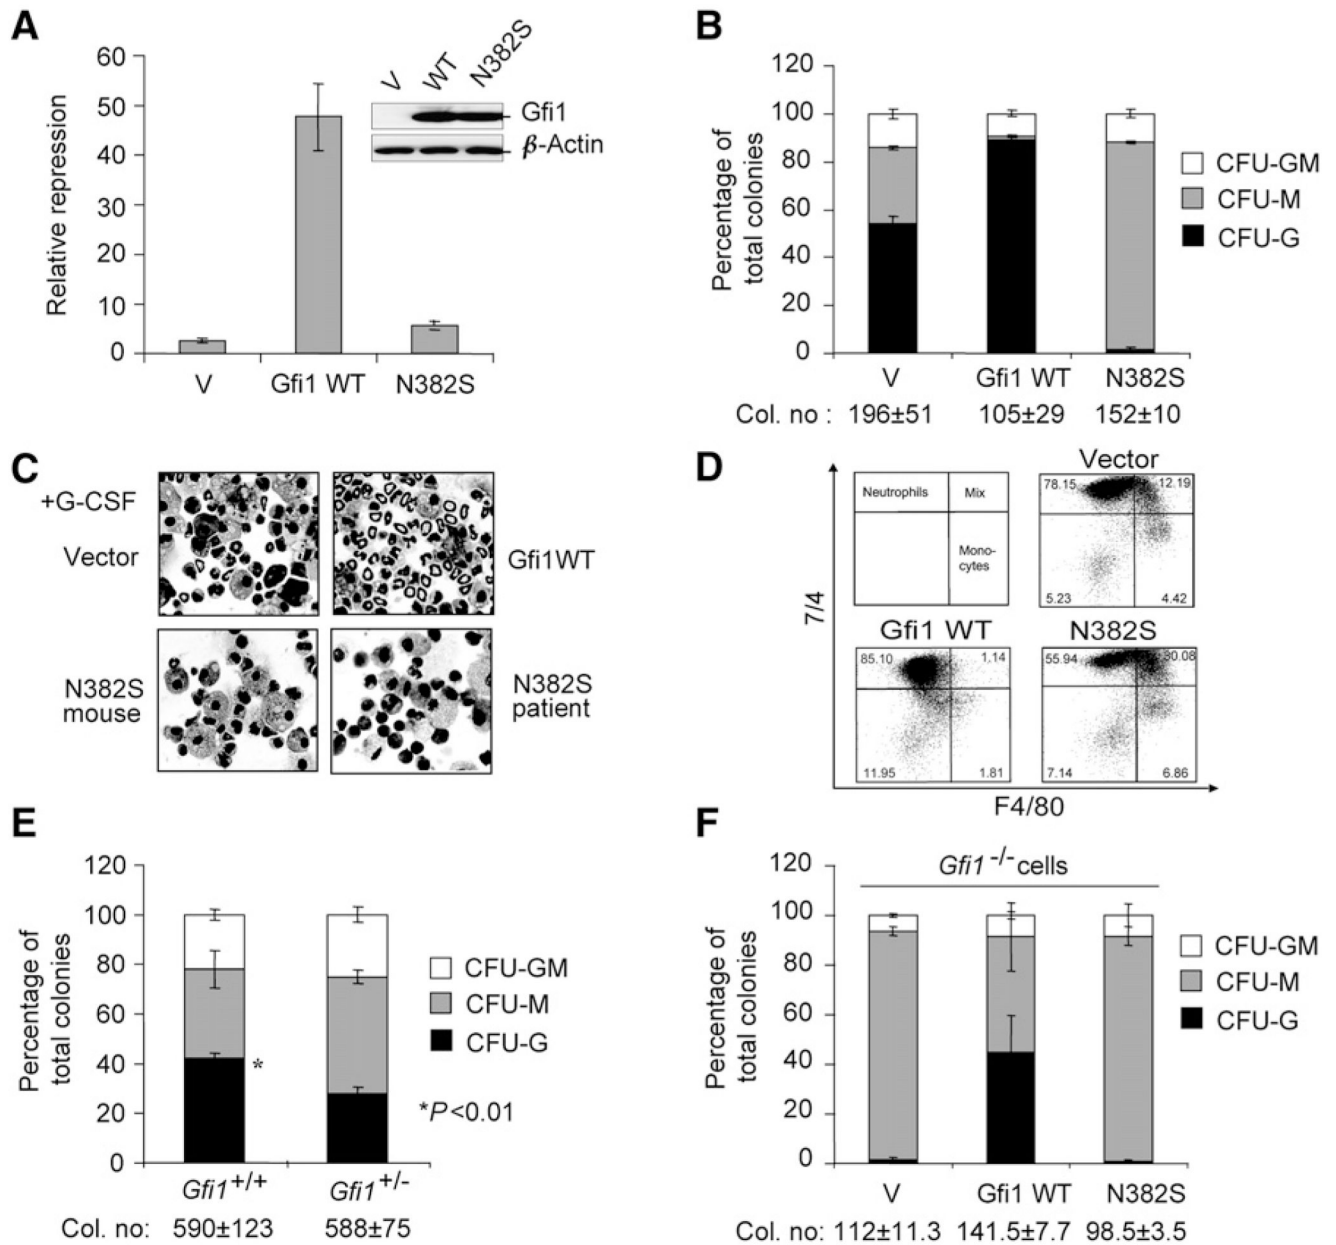 A
60
50
40
30
20
10
0
Relative repression
V WT N382S
Gfi1
β-Actin
V Gfi1 WT N382S
B
120
100
80
60
40
20
0
Percentage of
total colonies
CFU-GM
CFU-M
CFU-G
V Gfi1 WT N382S
Col. no : 196±51 105±29 152±10
C
+G-CSF
Vector
Gfi1WT
N382S
mouse
N382S
patient
D
7/4
Neutrophils Mix
Mono-
cytes
Vector
78.15 12.19
5.23 4.42
Gfi1 WT
85.10 1.14
11.95 1.81
N382S
55.94 30.08
7.14 6.86
F4/80
E
120
100
80
60
40
20
0
Percentage of
total colonies
*
CFU-GM
CFU-M
CFU-G
*P<0.01
Gfi1+/+ Gfi1+/-
Col. no: 590±123 588±75
F
Gfi1-/- cells
120
100
80
60
40
20
0
Percentage of
total colonies
CFU-GM
CFU-M
CFU-G
V Gfi1 WT N382S
Col. no: 112±11.3 141.5±7.7 98.5±3.5